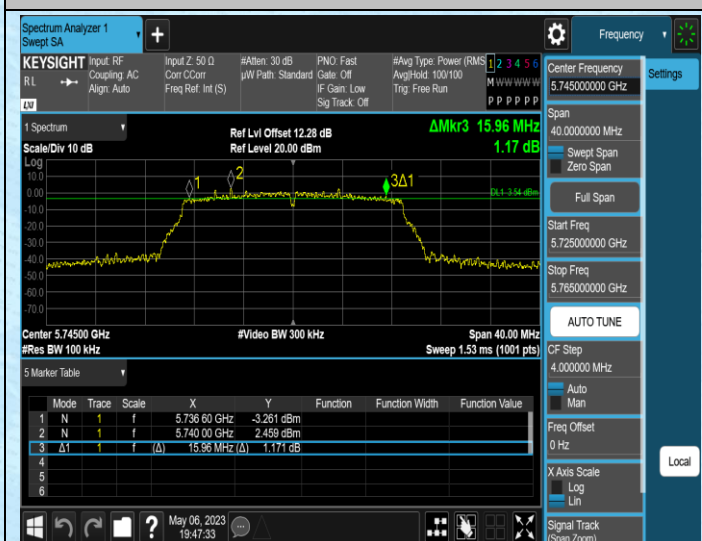 Spectrum Analyzer 1
Swept SA
+
Frequency
KEYSIGHT
RL
LXI
Input: RF
Coupling: AC
Align: Auto
Input Z: 50 Ω
Corr CCorr
Freq Ref: Int (S)
#Atten: 30 dB
µW Path: Standard
PNO: Fast
Gate: Off
IF Gain: Low
Sig Track: Off
#Avg Type: Power (RMS
Avg|Hold: 100/100
Trig: Free Run
1 2 3 4 5 6
M W W W W W
P P P P P P
1 Spectrum
Scale/Div 10 dB
Ref Lvl Offset 12.28 dB
Ref Level 20.00 dBm
ΔMkr3 15.96 MHz
1.17 dB
Log
10.0
0.00
-10.0
-20.0
-30.0
-40.0
-50.0
-60.0
-70.0
1
2
3Δ1
DL1 -3.54 dBm
Center 5.74500 GHz
#Res BW 100 kHz
#Video BW 300 kHz
Span 40.00 MHz
Sweep 1.53 ms (1001 pts)
5 Marker Table
Mode Trace Scale X Y Function Function Width Function Value
1 N 1 f 5.736 60 GHz -3.261 dBm
2 N 1 f 5.740 00 GHz 2.459 dBm
3 Δ1 1 f (Δ) 15.96 MHz (Δ) 1.171 dB
4
5
6
May 06, 2023
19:47:33
?
Center Frequency
5.745000000 GHz
Settings
Span
40.0000000 MHz
Swept Span
Zero Span
Full Span
Start Freq
5.725000000 GHz
Stop Freq
5.765000000 GHz
AUTO TUNE
CF Step
4.000000 MHz
Auto
Man
Freq Offset
0 Hz
X Axis Scale
Log
Lin
Local
Signal Track
(Span Zoom)